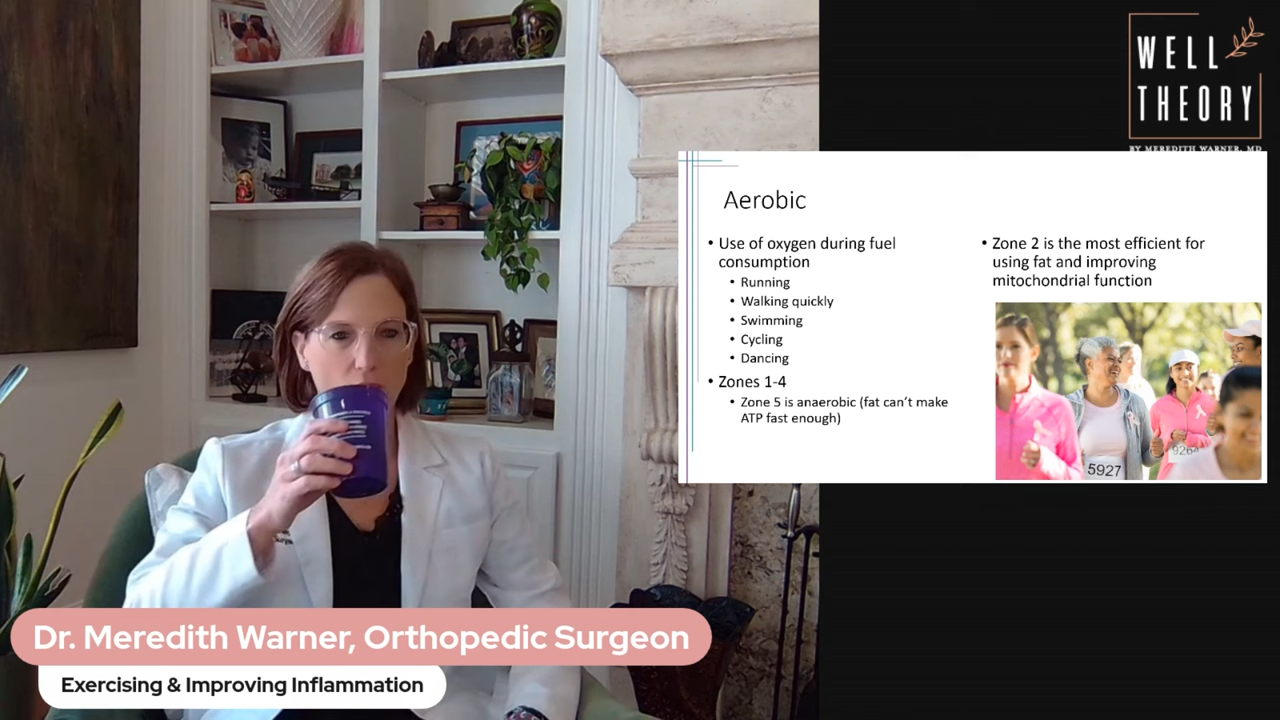 WELL
THEORY
BY MEREDITH WARNER, MD
Aerobic
• Use of oxygen during fuel
consumption
• Running
• Walking quickly
• Swimming
• Cycling
• Dancing
• Zones 1-4
• Zone 5 is anaerobic (fat can't make
ATP fast enough)
• Zone 2 is the most efficient for
using fat and improving
mitochondrial function
5927
926
Dr. Meredith Warner, Orthopedic Surgeon
Exercising & Improving Inflammation